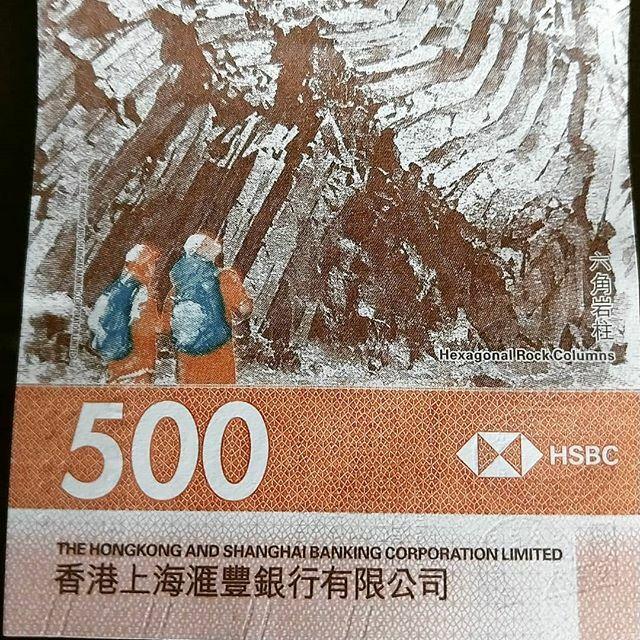 六角岩柱
Hexagonal Rock Columns
500
HSBC
THE HONGKONG AND SHANGHAI BANKING CORPORATION LIMITED
香港上海滙豐銀行有限公司